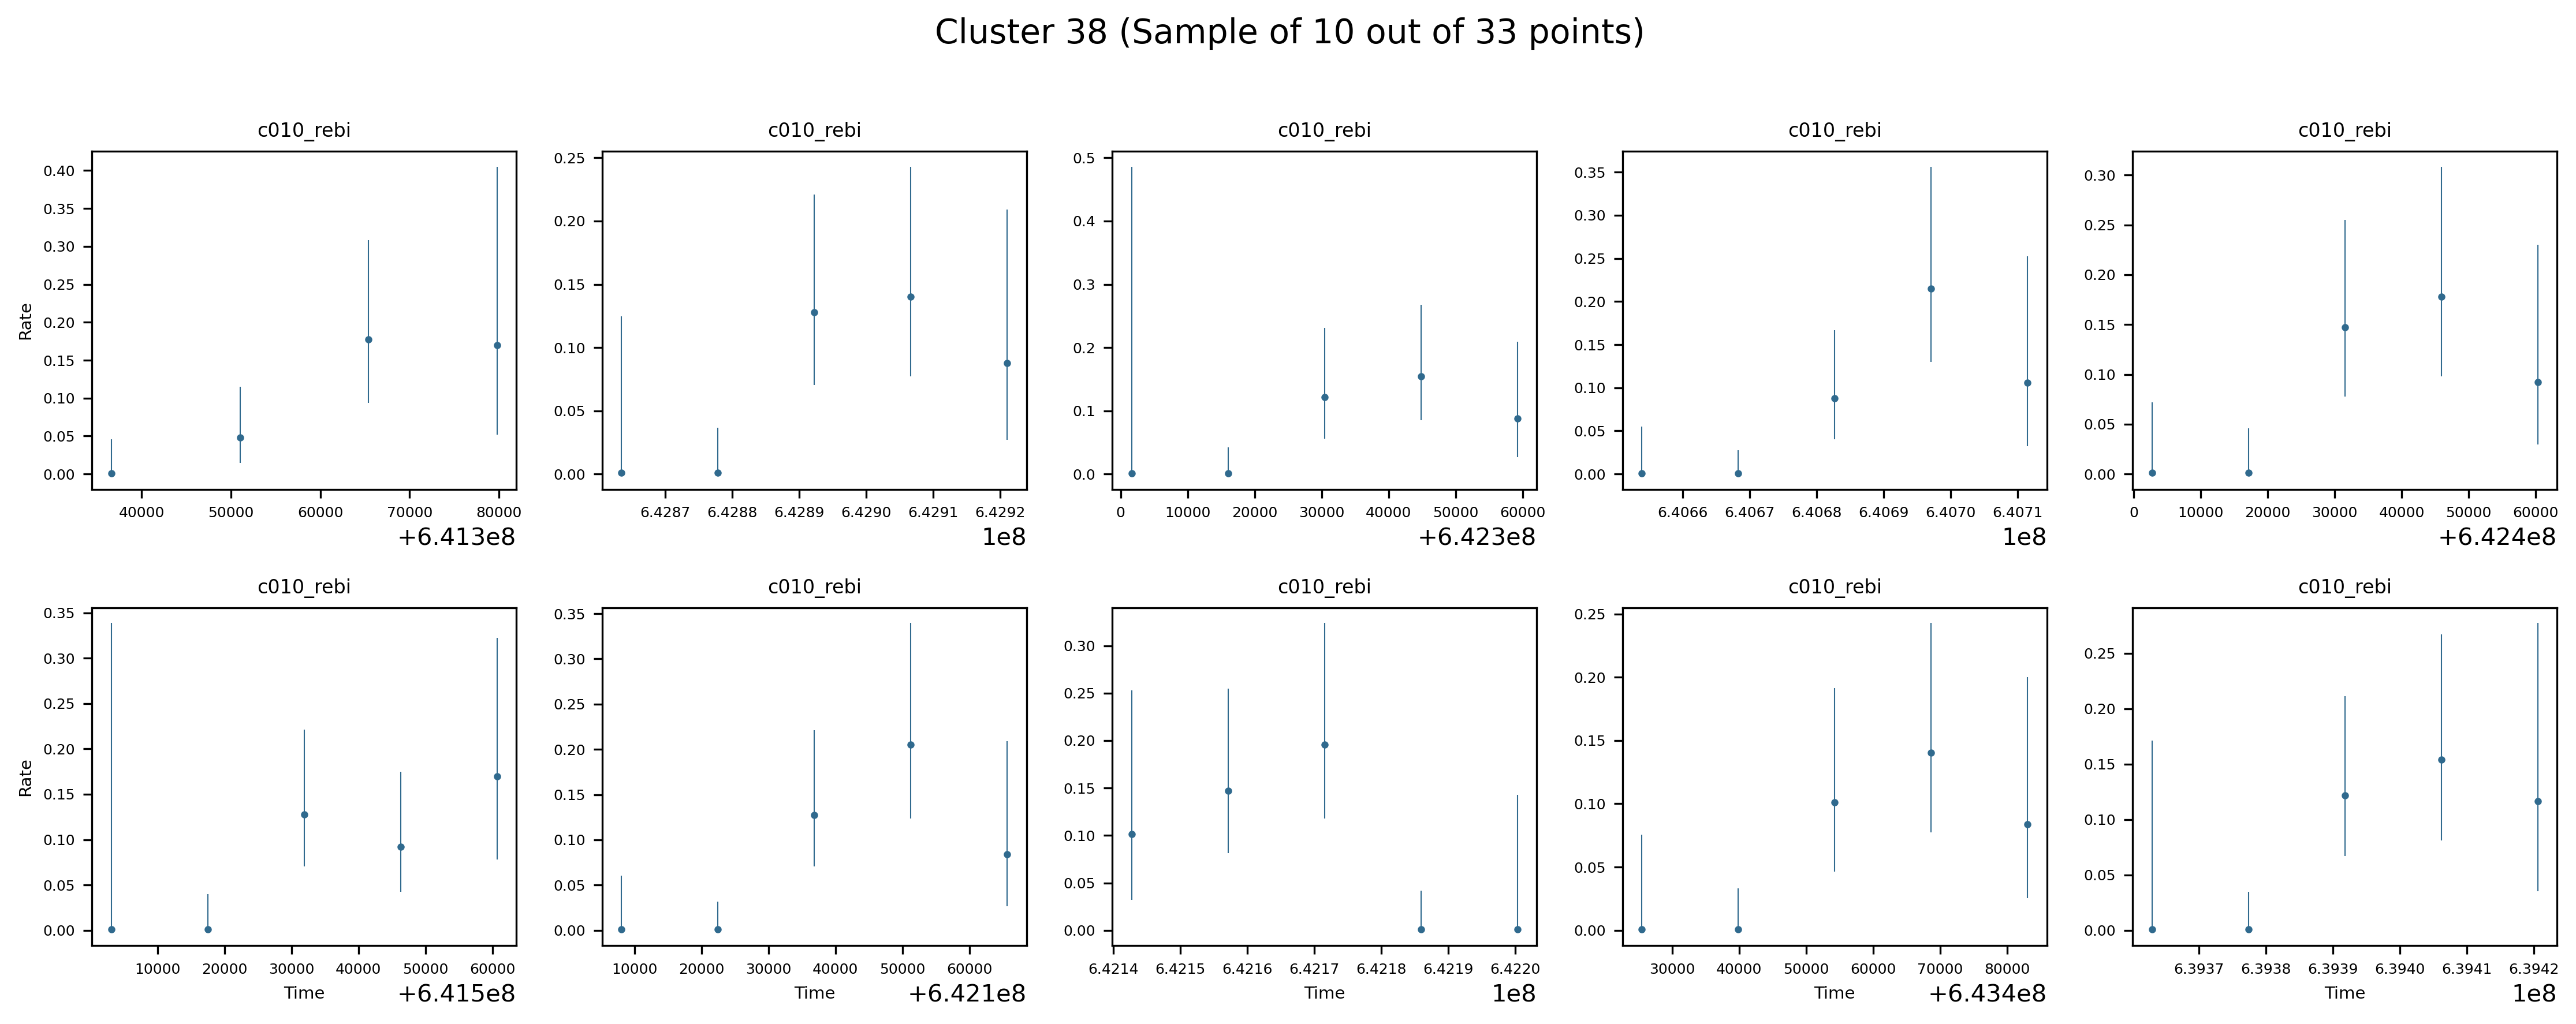 Cluster 38 (Sample of 10 out of 33 points)
c010_rebi
Rate
0.40
0.35
0.30
0.25
0.20
0.15
0.10
0.05
0.00
40000 50000 60000 70000 80000
+6.413e8
c010_rebi
0.25
0.20
0.15
0.10
0.05
0.00
6.4287 6.4288 6.4289 6.4290 6.4291 6.4292
1e8
c010_rebi
0.5
0.4
0.3
0.2
0.1
0.0
0 10000 20000 30000 40000 50000 60000
+6.423e8
c010_rebi
0.35
0.30
0.25
0.20
0.15
0.10
0.05
0.00
6.4066 6.4067 6.4068 6.4069 6.4070 6.4071
1e8
c010_rebi
0.30
0.25
0.20
0.15
0.10
0.05
0.00
0 10000 20000 30000 40000 50000 60000
+6.424e8
c010_rebi
Rate
0.35
0.30
0.25
0.20
0.15
0.10
0.05
0.00
10000 20000 30000 40000 50000 60000
Time
+6.415e8
c010_rebi
0.35
0.30
0.25
0.20
0.15
0.10
0.05
0.00
10000 20000 30000 40000 50000 60000
Time
+6.421e8
c010_rebi
0.30
0.25
0.20
0.15
0.10
0.05
0.00
6.4214 6.4215 6.4216 6.4217 6.4218 6.4219 6.4220
Time
1e8
c010_rebi
0.25
0.20
0.15
0.10
0.05
0.00
30000 40000 50000 60000 70000 80000
Time
+6.434e8
c010_rebi
0.25
0.20
0.15
0.10
0.05
0.00
6.3937 6.3938 6.3939 6.3940 6.3941 6.3942
Time
1e8